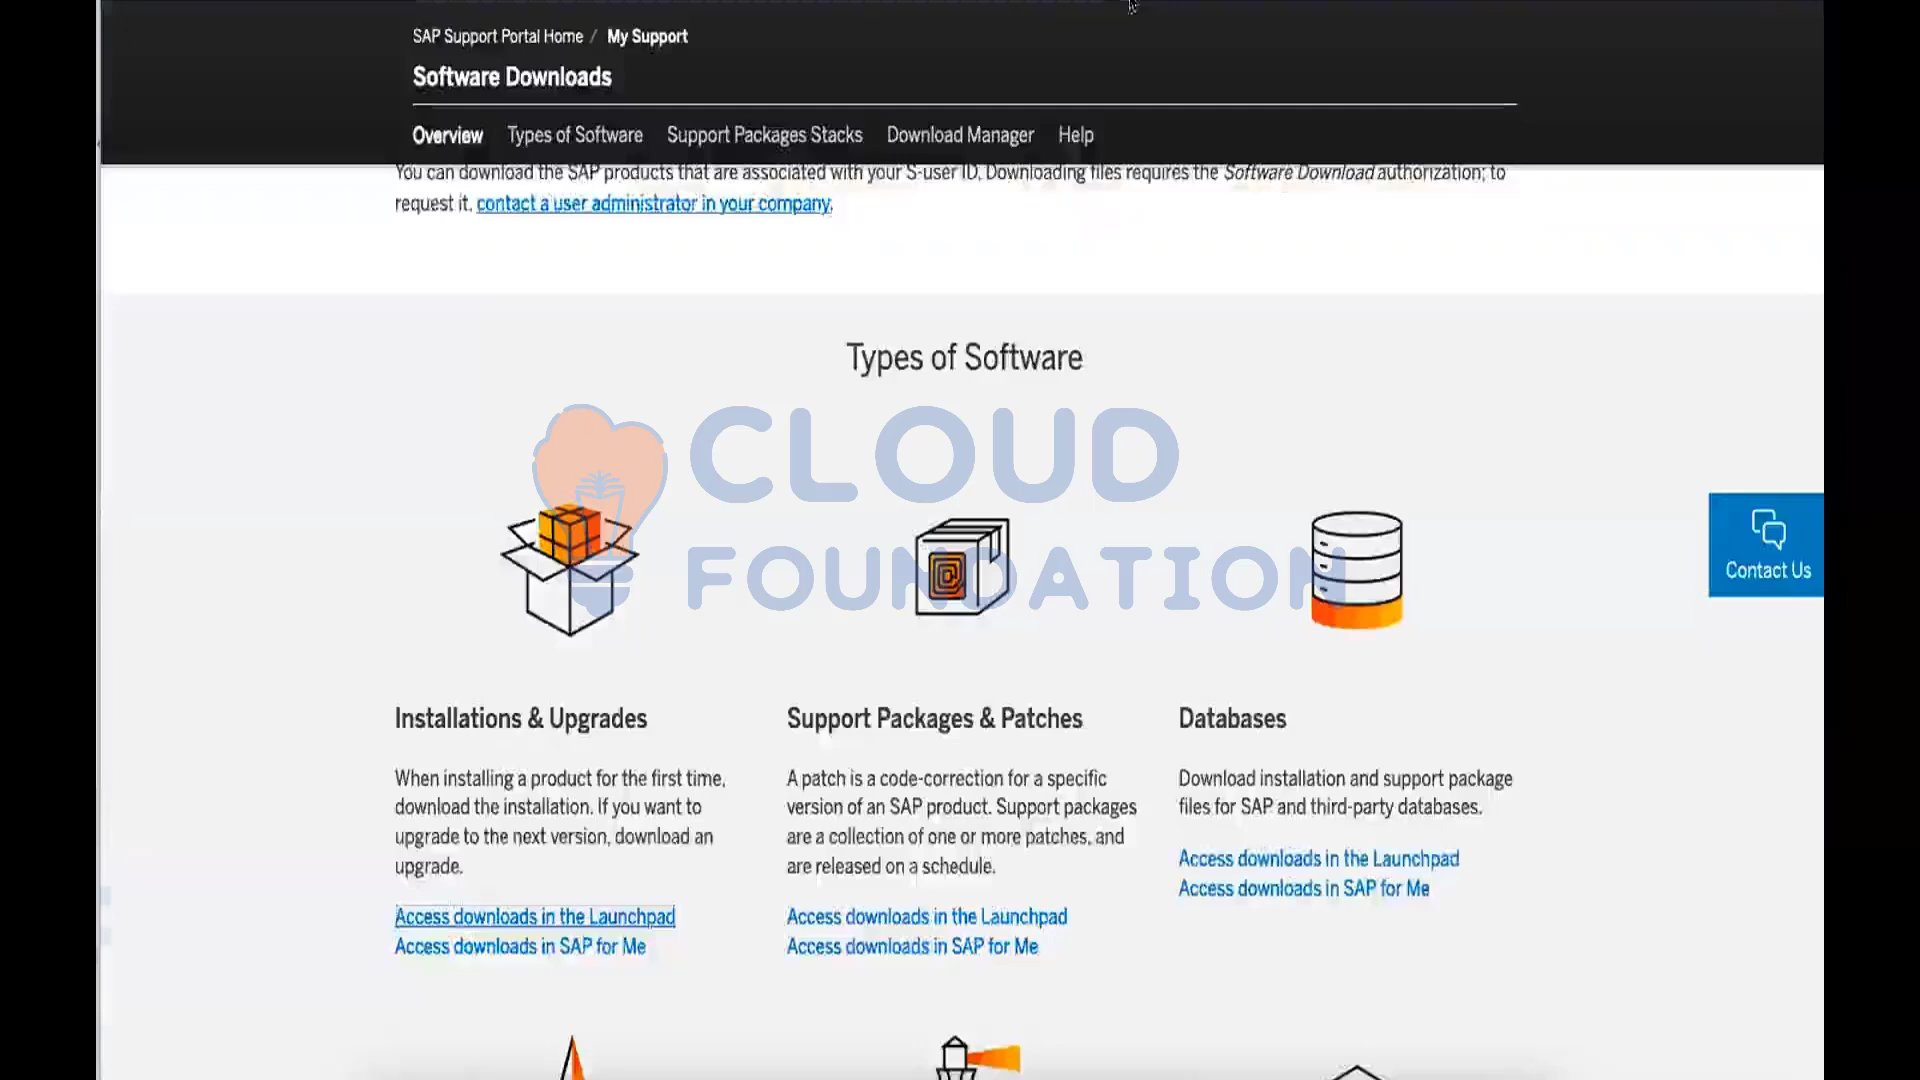 SAP Support Portal Home / My Support
Software Downloads
Overview Types of Software Support Packages Stacks Download Manager Help
You can download the SAP products that are associated with your S-user ID. Downloading files requires the Software Download authorization; to
request it, contact a user administrator in your company.
Types of Software
CLOUD
FOUNDATION
Contact Us
Installations & Upgrades
When installing a product for the first time,
download the installation. If you want to
upgrade to the next version, download an
upgrade.
Access downloads in the Launchpad
Access downloads in SAP for Me
Support Packages & Patches
A patch is a code-correction for a specific
version of an SAP product. Support packages
are a collection of one or more patches, and
are released on a schedule.
Access downloads in the Launchpad
Access downloads in SAP for Me
Databases
Download installation and support package
files for SAP and third-party databases.
Access downloads in the Launchpad
Access downloads in SAP for Me